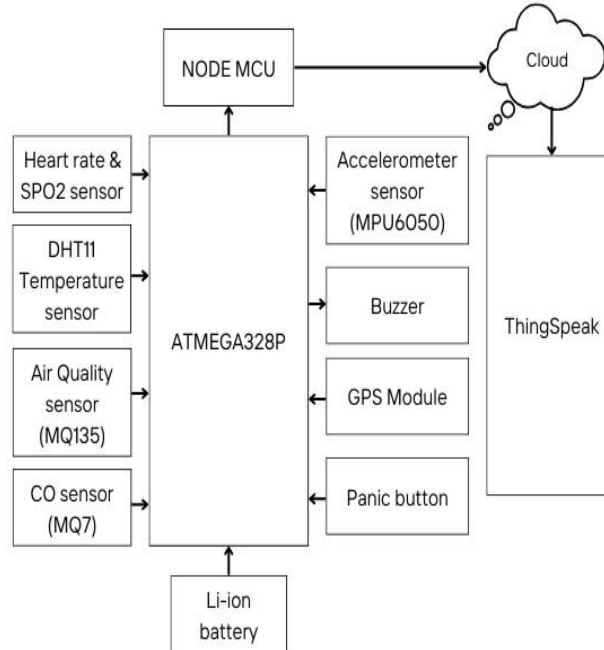 NODE MCU
Cloud
Heart rate &
SPO2 sensor
Accelerometer
sensor
(MPU6050)
DHT11
Temperature
sensor
ATMEGA328P
Buzzer
ThingSpeak
Air Quality
sensor
(MQ135)
GPS Module
CO sensor
(MQ7)
Panic button
Li-ion
battery